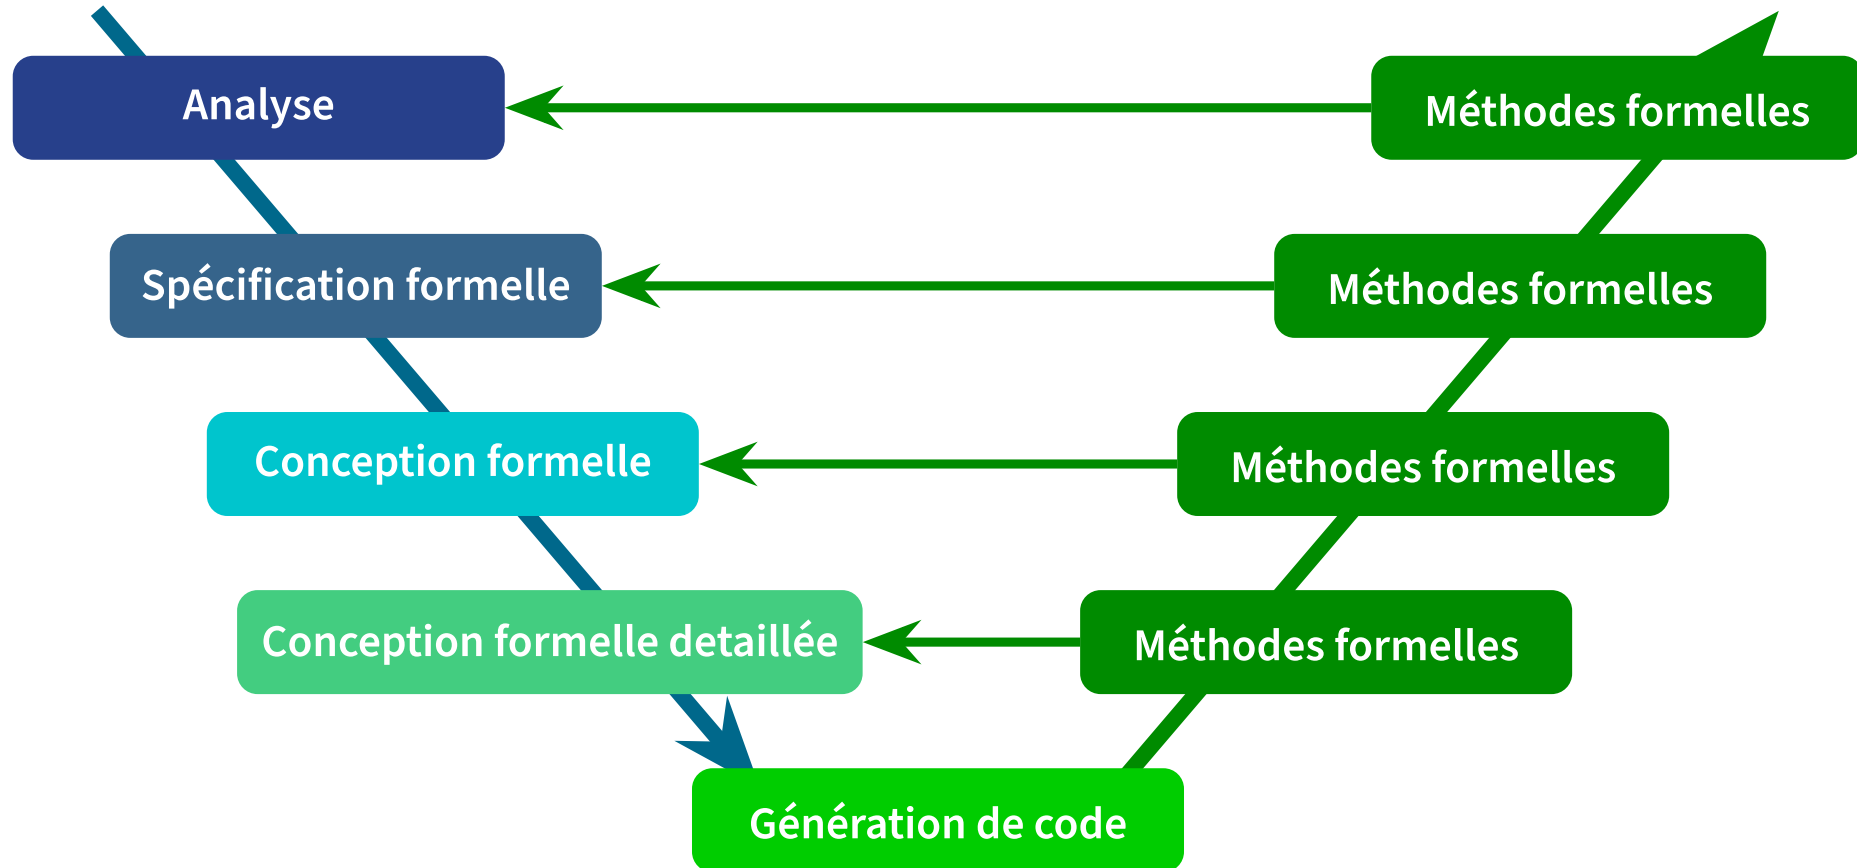 Analyse
Méthodes formelles
Spécification formelle
Méthodes formelles
Conception formelle
Méthodes formelles
Conception formelle detaillée
Méthodes formelles
Génération de code